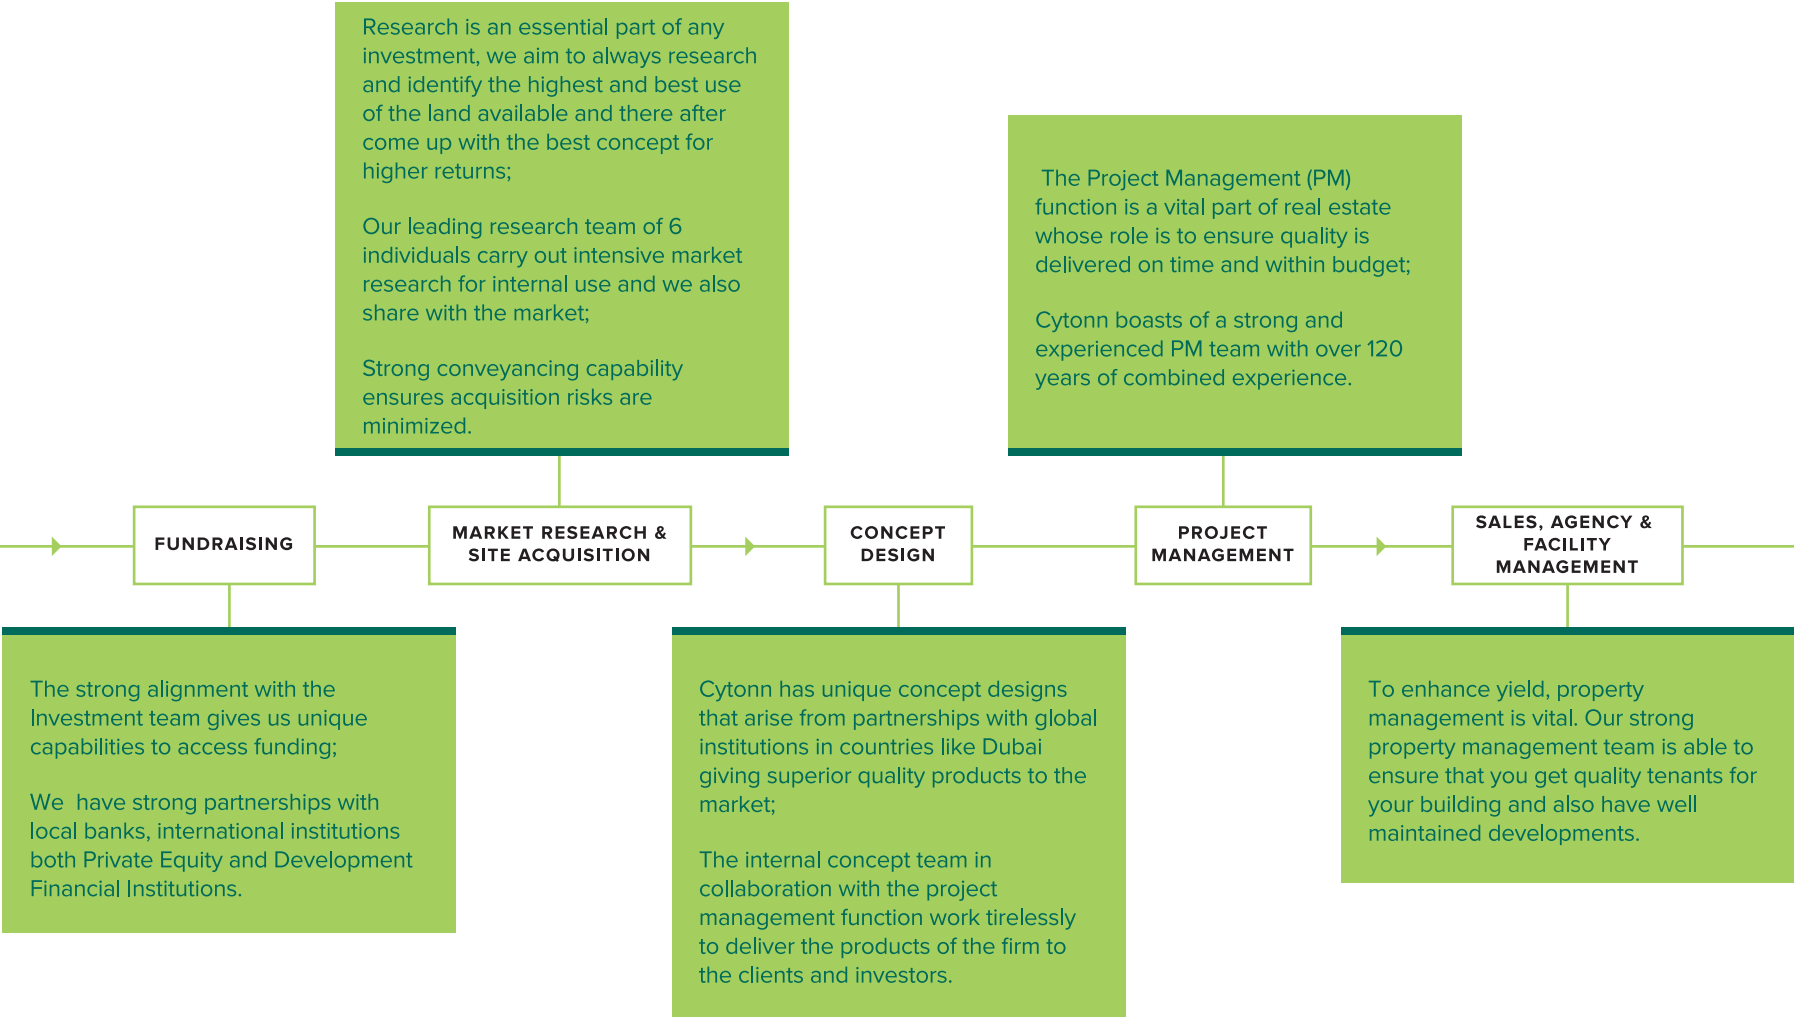 Research is an essential part of any
investment, we aim to always research
and identify the highest and best use
of the land available and there after
come up with the best concept for
higher returns;
Our leading research team of 6
individuals carry out intensive market
research for internal use and we also
share with the market;
Strong conveyancing capability
ensures acquisition risks are
minimized.
The Project Management (PM)
function is a vital part of real estate
whose role is to ensure quality is
delivered on time and within budget;
Cytonn boasts of a strong and
experienced PM team with over 120
years of combined experience.
FUNDRAISING
MARKET RESEARCH &
SITE ACQUISITION
CONCEPT
DESIGN
PROJECT
MANAGEMENT
SALES, AGENCY &
FACILITY
MANAGEMENT
The strong alignment with the
Investment team gives us unique
capabilities to access funding;
We  have strong partnerships with
local banks, international institutions
both Private Equity and Development
Financial Institutions.
Cytonn has unique concept designs
that arise from partnerships with global
institutions in countries like Dubai
giving superior quality products to the
market;
The internal concept team in
collaboration with the project
management function work tirelessly
to deliver the products of the firm to
the clients and investors.
To enhance yield, property
management is vital. Our strong
property management team is able to
ensure that you get quality tenants for
your building and also have well
maintained developments.